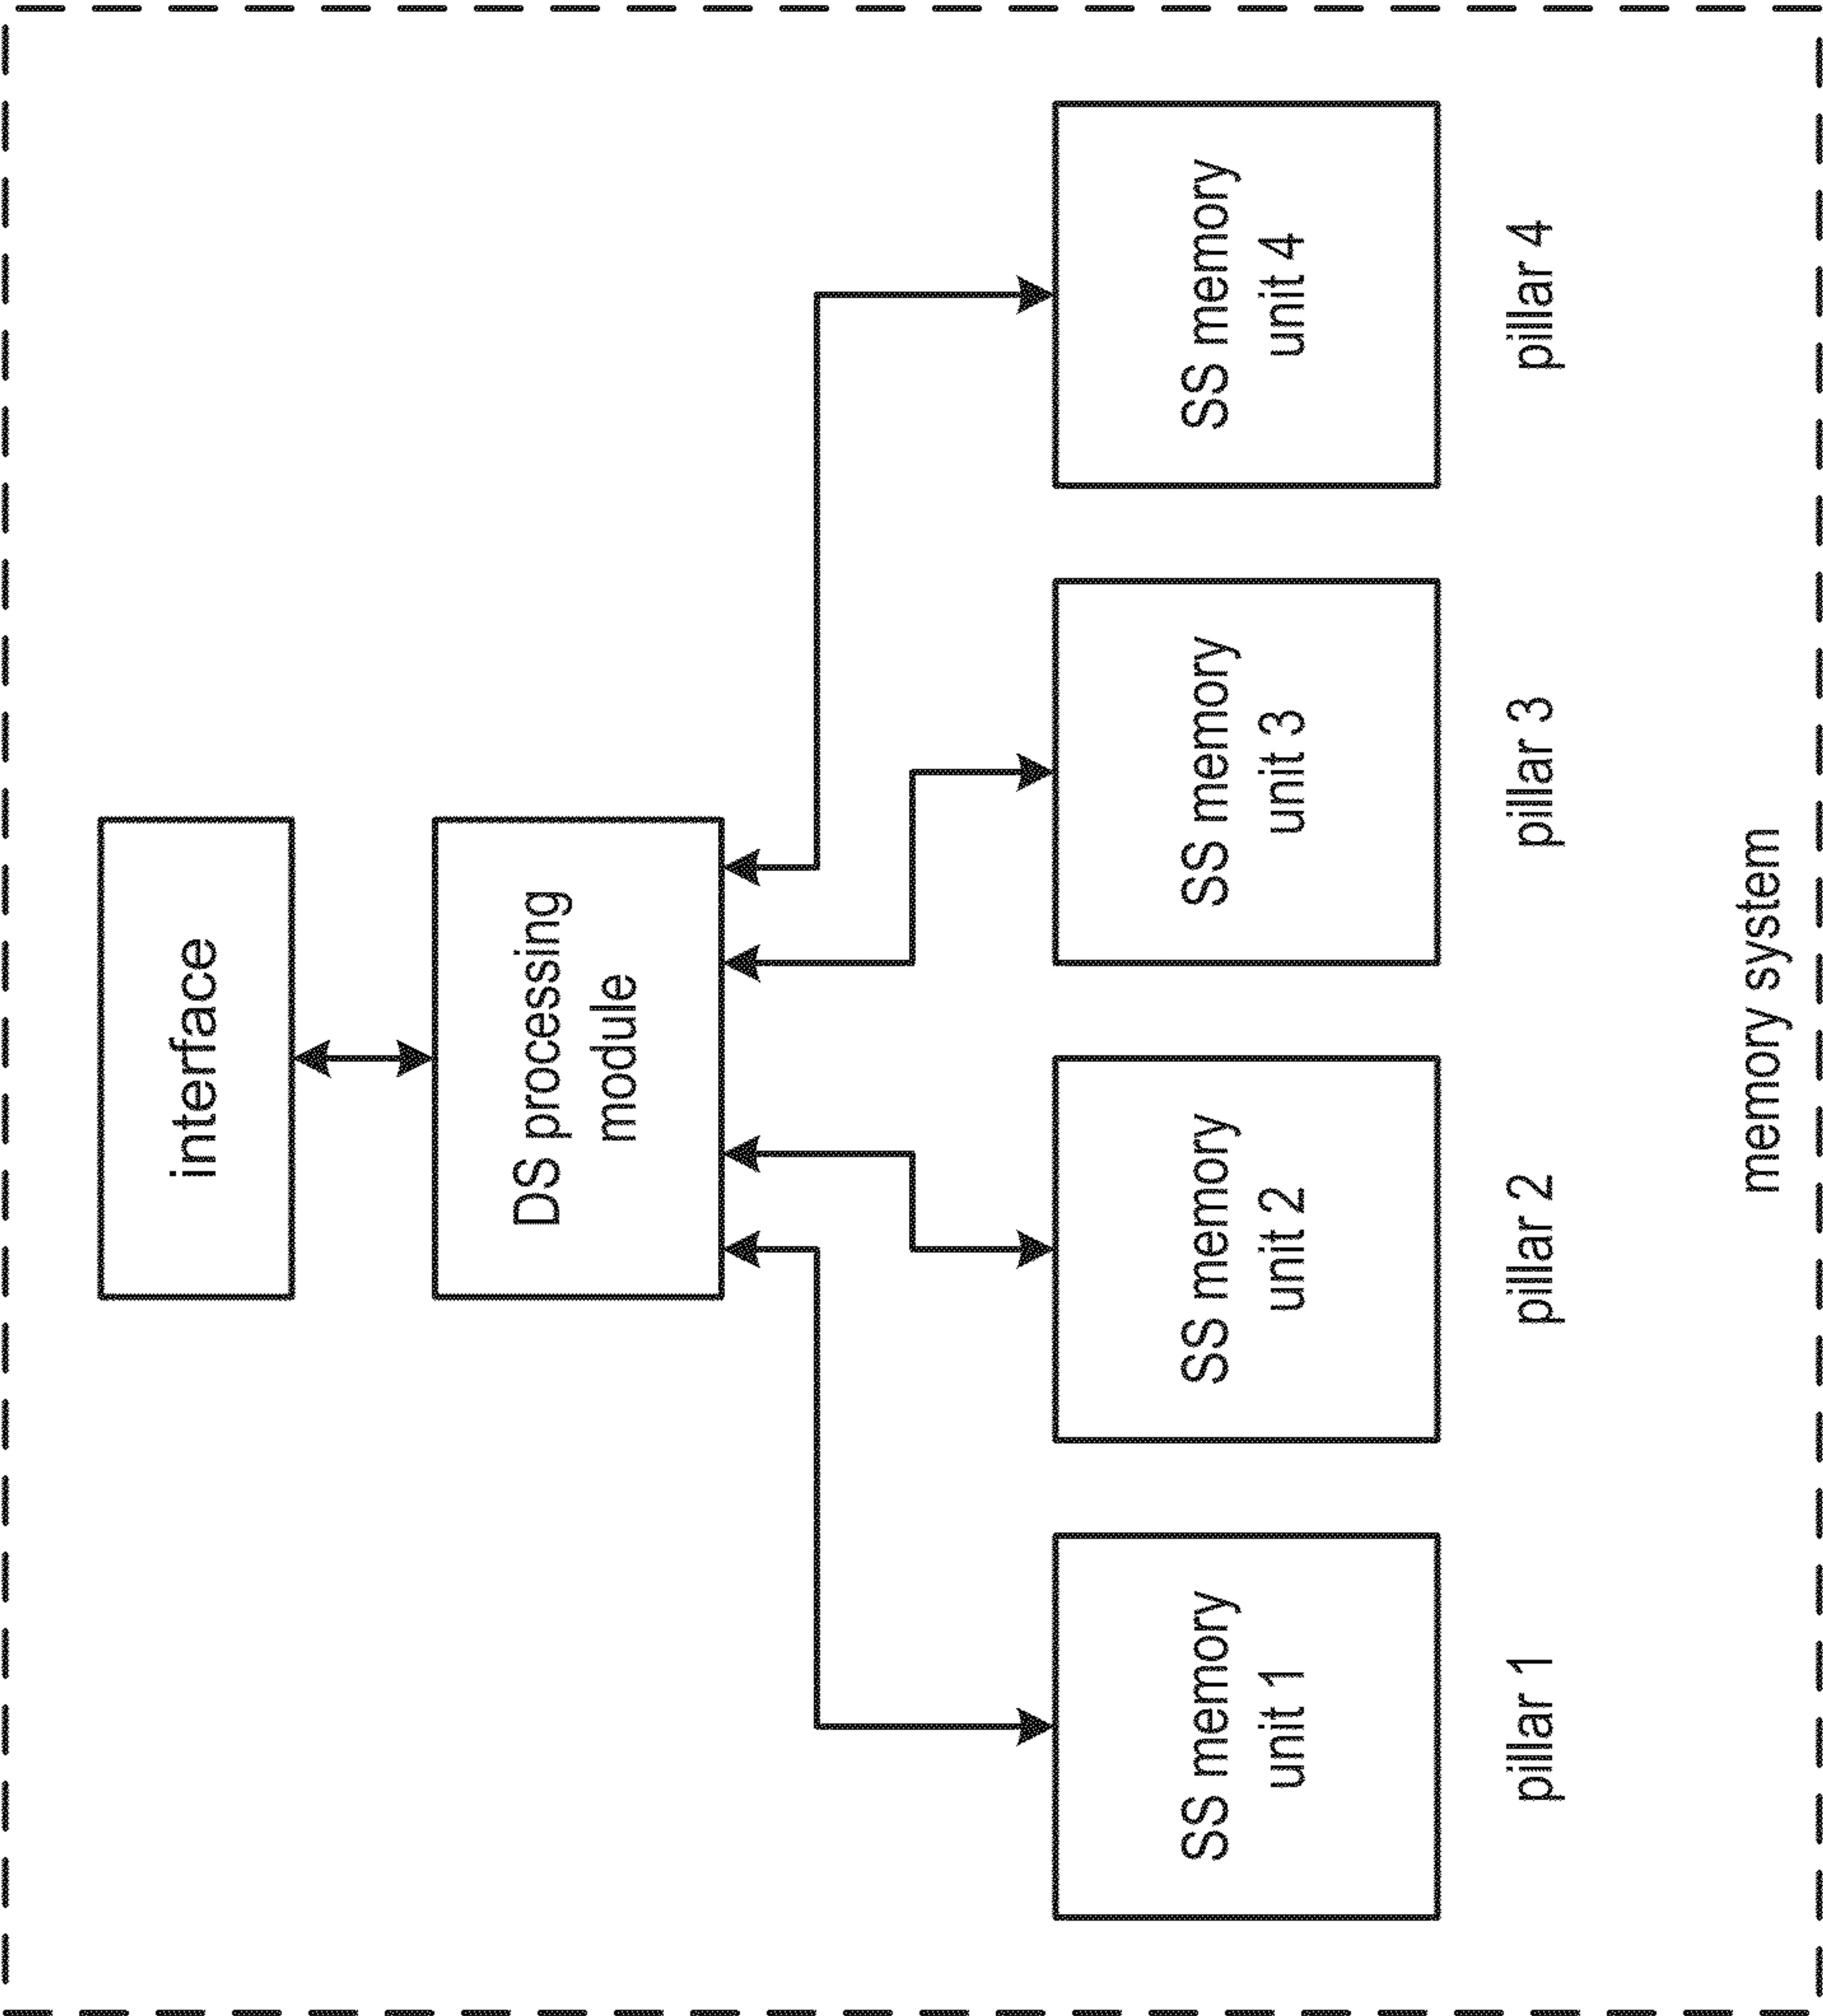 interface
DS processing
module
SS memory
unit 1
SS memory
unit 2
SS memory
unit 3
SS memory
unit 4
pillar 1
pillar 2
pillar 3
pillar 4
memory system